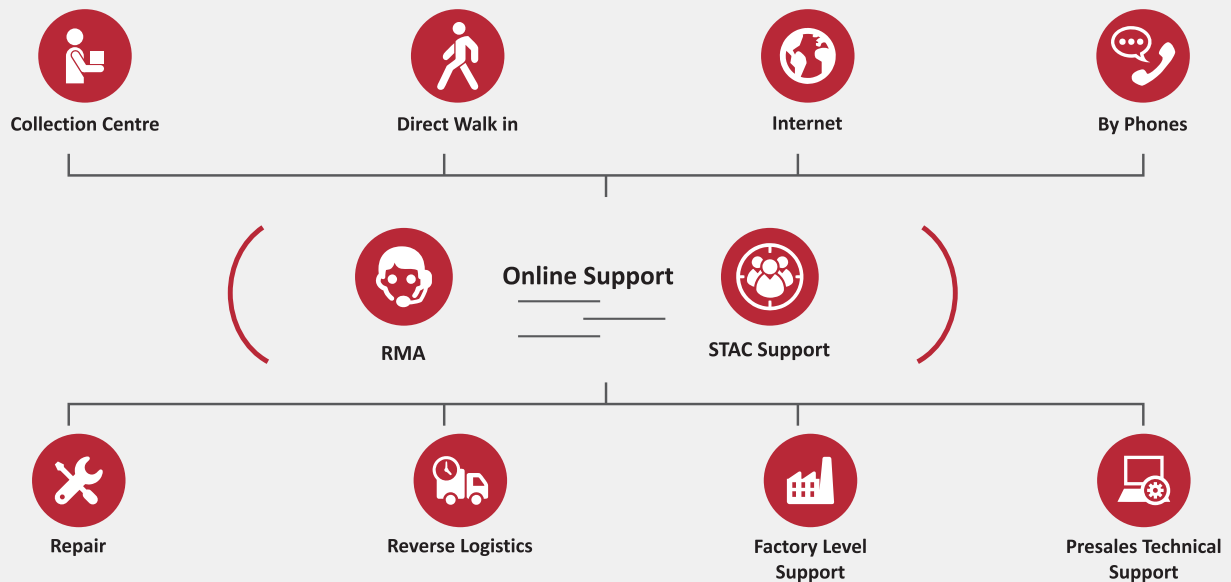 Collection Centre
Direct Walk in
Internet
By Phones
Online Support
RMA
STAC Support
Repair
Reverse Logistics
Factory Level
Support
Presales Technical
Support